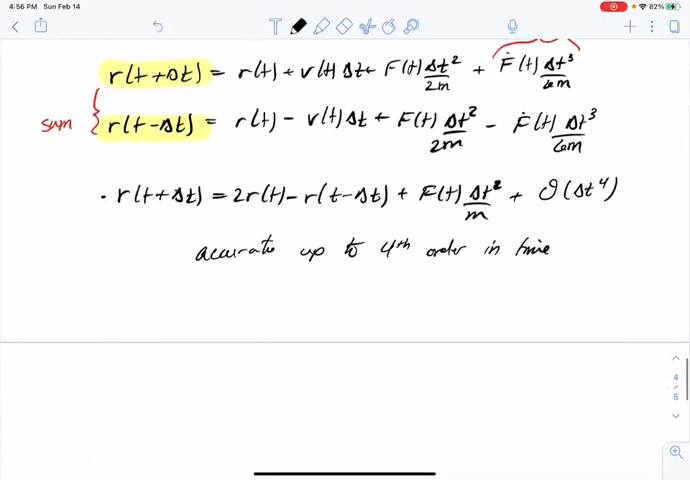 4:56 PM Sun Feb 14
82%
r(t+Δt) = r(t) + v(t)Δt + F(t) Δt²/2m + Ḟ(t) Δt³/6m
sum
r(t-Δt) = r(t) - v(t)Δt + F(t) Δt²/2m - Ḟ(t) Δt³/6m
· r(t+Δt) = 2r(t) - r(t-Δt) + F(t) Δt²/m + O(Δt⁴)
accurate up to 4th order in time
4/5